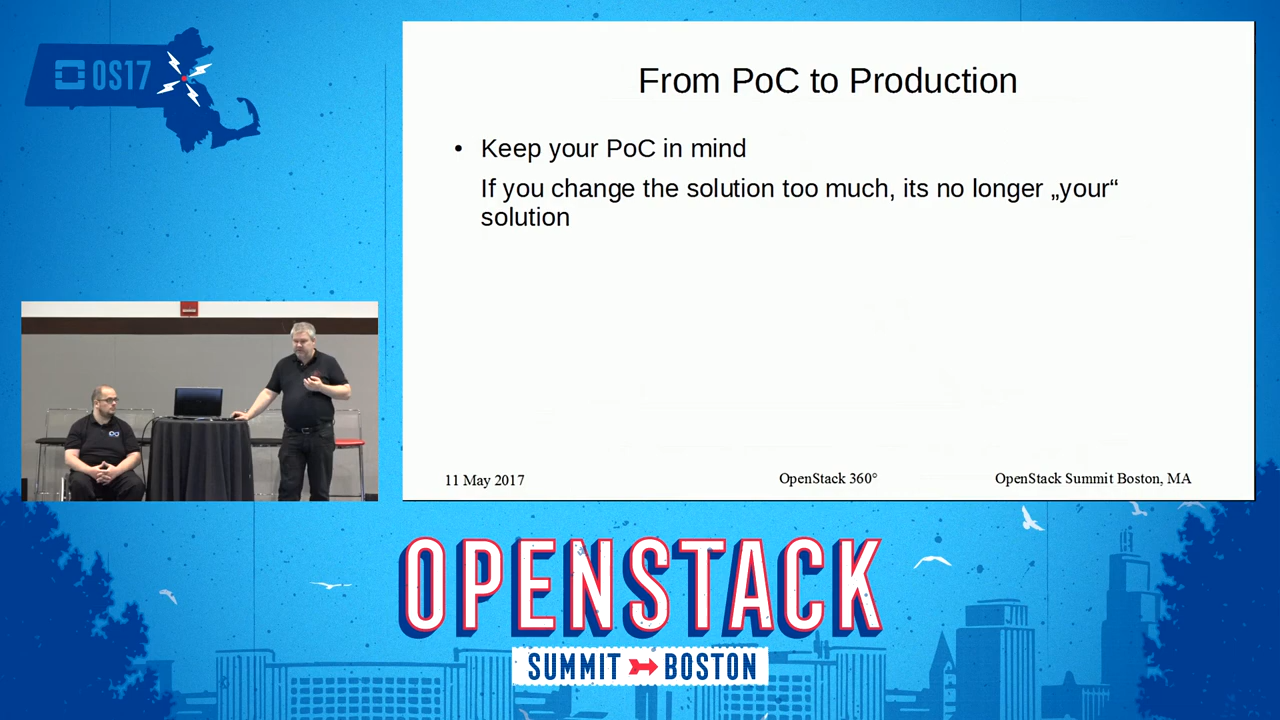 OS17
From PoC to Production
• Keep your PoC in mind
If you change the solution too much, its no longer „your“
solution
11 May 2017
OpenStack 360°
OpenStack Summit Boston, MA
OPENSTACK
SUMMIT BOSTON